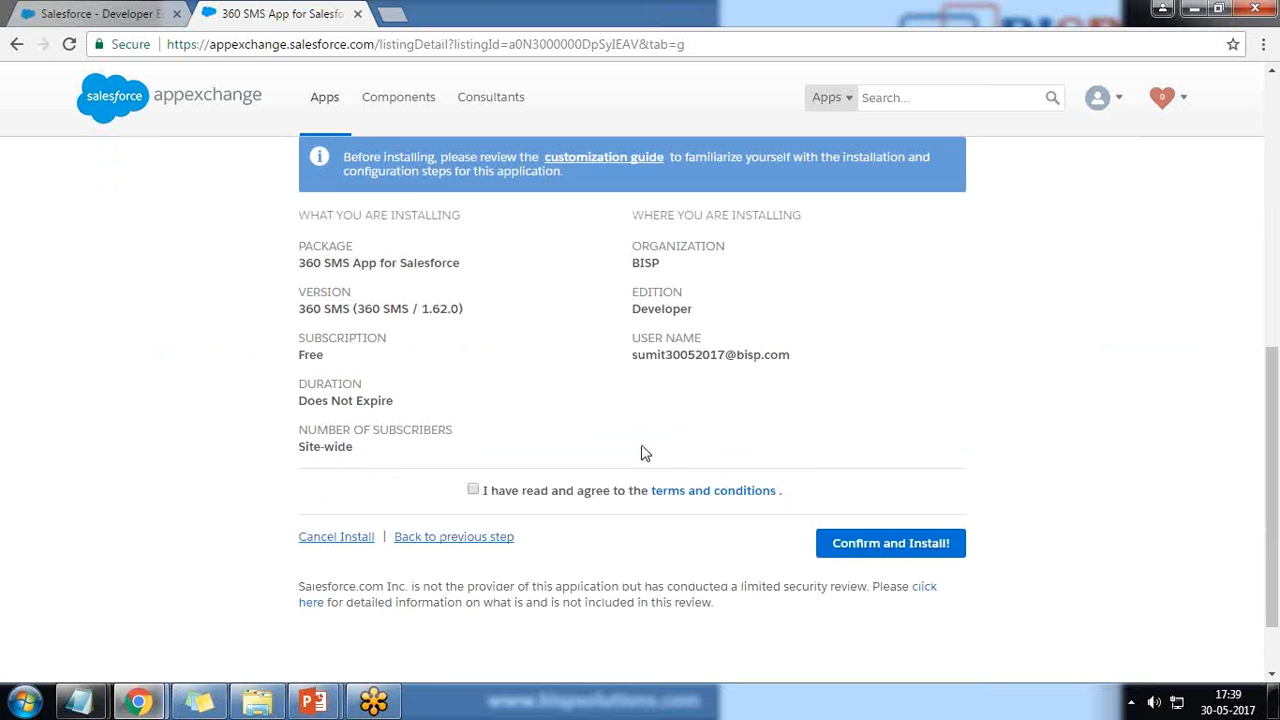 Salesforce - Developer E
360 SMS App for Salesfo
BISP
Secure
https://appexchange.salesforce.com/listingDetail?listingId=a0N3000000DpSyIEAV&tab=g
salesforce
appexchange
Apps
Components
Consultants
Apps
Search...
0
Before installing, please review the customization guide to familiarize yourself with the installation and
configuration steps for this application.
WHAT YOU ARE INSTALLING
WHERE YOU ARE INSTALLING
PACKAGE
360 SMS App for Salesforce
ORGANIZATION
BISP
VERSION
360 SMS (360 SMS / 1.62.0)
EDITION
Developer
SUBSCRIPTION
Free
USER NAME
sumit30052017@bisp.com
DURATION
Does Not Expire
NUMBER OF SUBSCRIBERS
Site-wide
I have read and agree to the terms and conditions .
Cancel Install | Back to previous step
Confirm and Install!
Salesforce.com Inc. is not the provider of this application but has conducted a limited security review. Please click
here for detailed information on what is and is not included in this review.
www.bispsolutions.com
17:39
30-05-2017